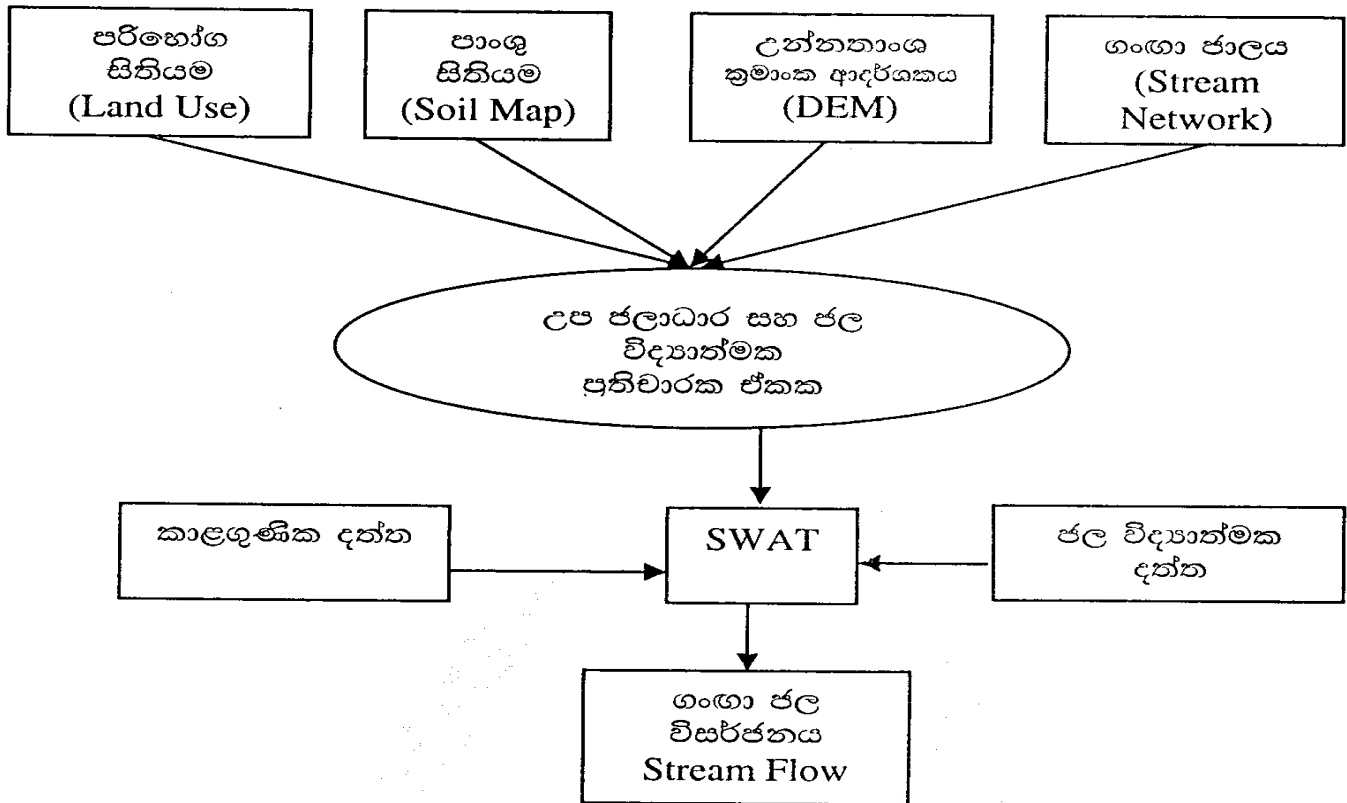 පරිභෝග
සිතියම
(Land Use)
පාංශු
සිතියම
(Soil Map)
උන්නතාංශ
ක්‍රමාංක ආදර්ශකය
(DEM)
ගංඟා ජාලය
(Stream
Network)
උප ජලාධාර සහ ජල
විද්‍යාත්මක
ප්‍රතිචාරක ඒකක
කාළගුණික දත්ත
SWAT
ජල විද්‍යාත්මක
දත්ත
ගංඟා ජල
විසර්ජනය
Stream Flow